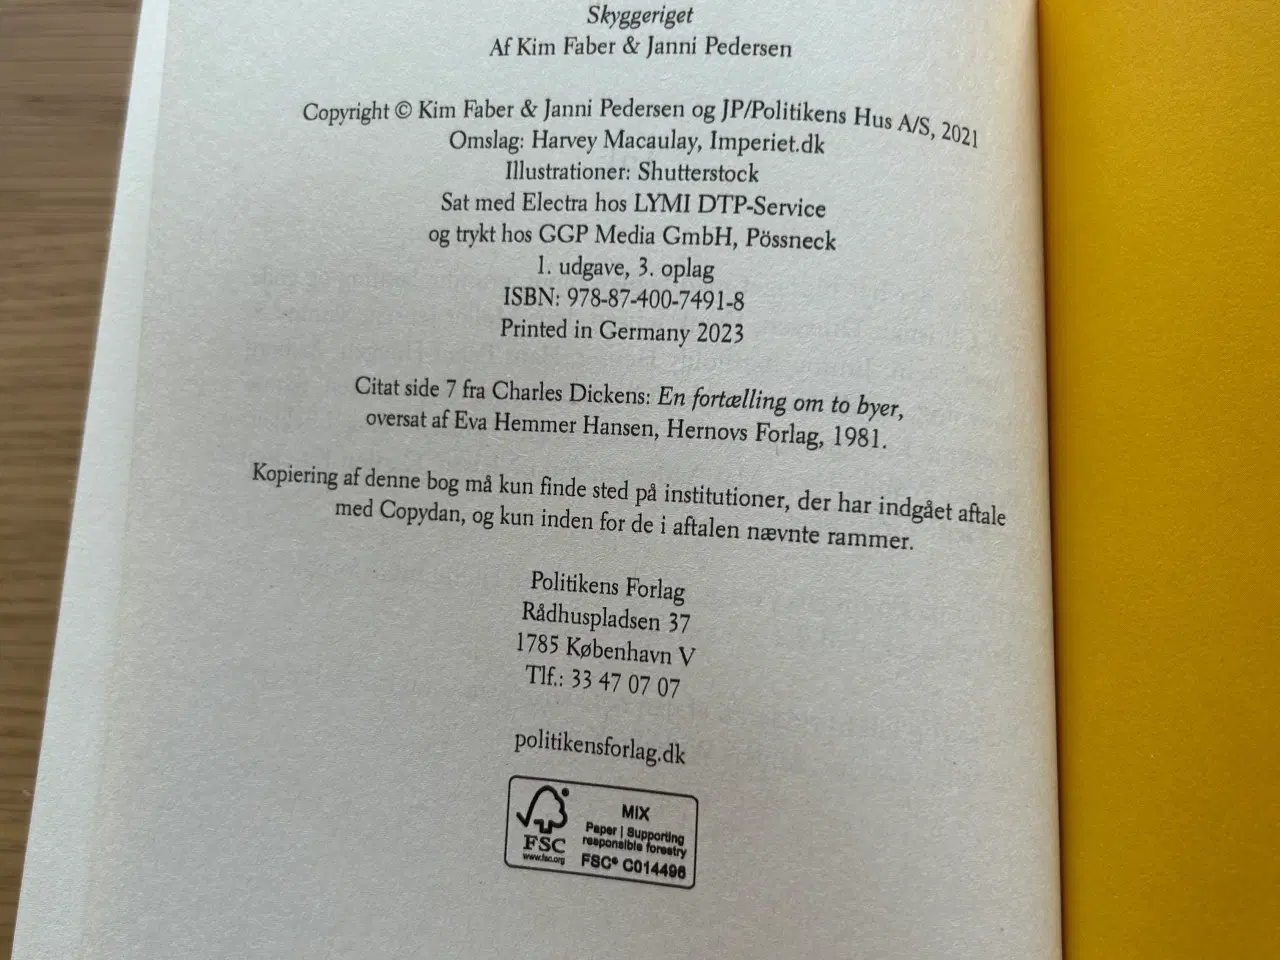 Skyggeriget
Af Kim Faber & Janni Pedersen
Copyright © Kim Faber & Janni Pedersen og JP/Politikens Hus A/S, 2021
Omslag: Harvey Macaulay, Imperiet.dk
Illustrationer: Shutterstock
Sat med Electra hos LYMI DTP-Service
og trykt hos GGP Media GmbH, Pössneck
1. udgave, 3. oplag
ISBN: 978-87-400-7491-8
Printed in Germany 2023
Citat side 7 fra Charles Dickens: En fortælling om to byer,
oversat af Eva Hemmer Hansen, Hernovs Forlag, 1981.
Kopiering af denne bog må kun finde sted på institutioner, der har indgået aftale
med Copydan, og kun inden for de i aftalen nævnte rammer.
Politikens Forlag
Rådhuspladsen 37
1785 København V
Tlf.: 33 47 07 07
politikensforlag.dk
FSC
www.fsc.org
MIX
Paper | Supporting
responsible forestry
FSC® C014496